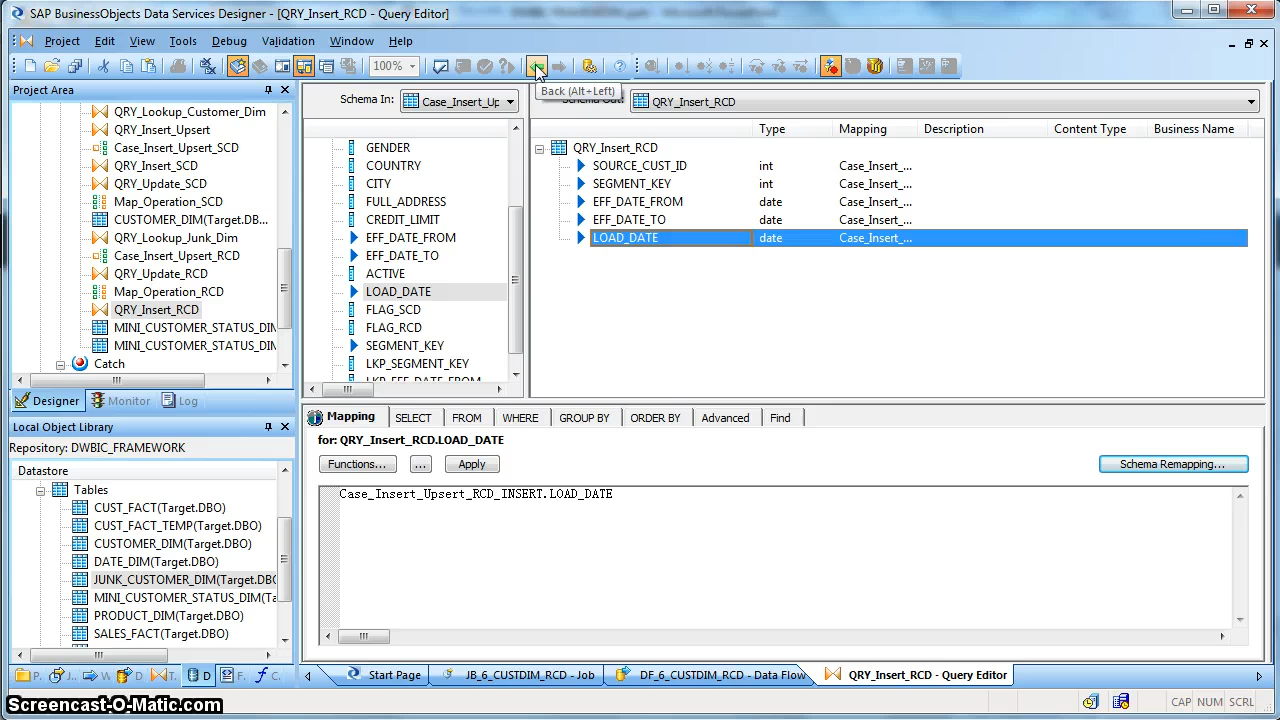 SAP BusinessObjects Data Services Designer - [QRY_Insert_RCD - Query Editor]
Project Edit View Tools Debug Validation Window Help
100%
Back (Alt+Left)
Project Area
QRY_Lookup_Customer_Dim
QRY_Insert_Upsert
Case_Insert_Upsert_SCD
QRY_Insert_SCD
QRY_Update_SCD
Map_Operation_SCD
CUSTOMER_DIM(Target.DB...
QRY_Lookup_Junk_Dim
Case_Insert_Upsert_RCD
QRY_Update_RCD
Map_Operation_RCD
QRY_Insert_RCD
MINI_CUSTOMER_STATUS_DIM
MINI_CUSTOMER_STATUS_DIM
Catch
Designer Monitor Log
Local Object Library
Repository: DWBIC_FRAMEWORK
Datastore
Tables
CUST_FACT(Target.DBO)
CUST_FACT_TEMP(Target.DBO)
CUSTOMER_DIM(Target.DBO)
DATE_DIM(Target.DBO)
JUNK_CUSTOMER_DIM(Target.DBO
MINI_CUSTOMER_STATUS_DIM(Ta
PRODUCT_DIM(Target.DBO)
SALES_FACT(Target.DBO)
P. J.. W T. D D F. C.
Schema In: Case_Insert_Up
GENDER
COUNTRY
CITY
FULL_ADDRESS
CREDIT_LIMIT
EFF_DATE_FROM
EFF_DATE_TO
ACTIVE
LOAD_DATE
FLAG_SCD
FLAG_RCD
SEGMENT_KEY
LKP_SEGMENT_KEY
LKP_EFF_DATE_FROM
Schema Out: QRY_Insert_RCD
Type Mapping Description Content Type Business Name
QRY_Insert_RCD
SOURCE_CUST_ID int Case_Insert_...
SEGMENT_KEY int Case_Insert_...
EFF_DATE_FROM date Case_Insert_...
EFF_DATE_TO date Case_Insert_...
LOAD_DATE date Case_Insert_...
Mapping SELECT FROM WHERE GROUP BY ORDER BY Advanced Find
for: QRY_Insert_RCD.LOAD_DATE
Functions... ... Apply Schema Remapping...
Case_Insert_Upsert_RCD_INSERT.LOAD_DATE
Start Page JB_6_CUSTDIM_RCD - Job DF_6_CUSTDIM_RCD - Data Flow QRY_Insert_RCD - Query Editor
CAP NUM SCRL
Screencast-O-Matic.com